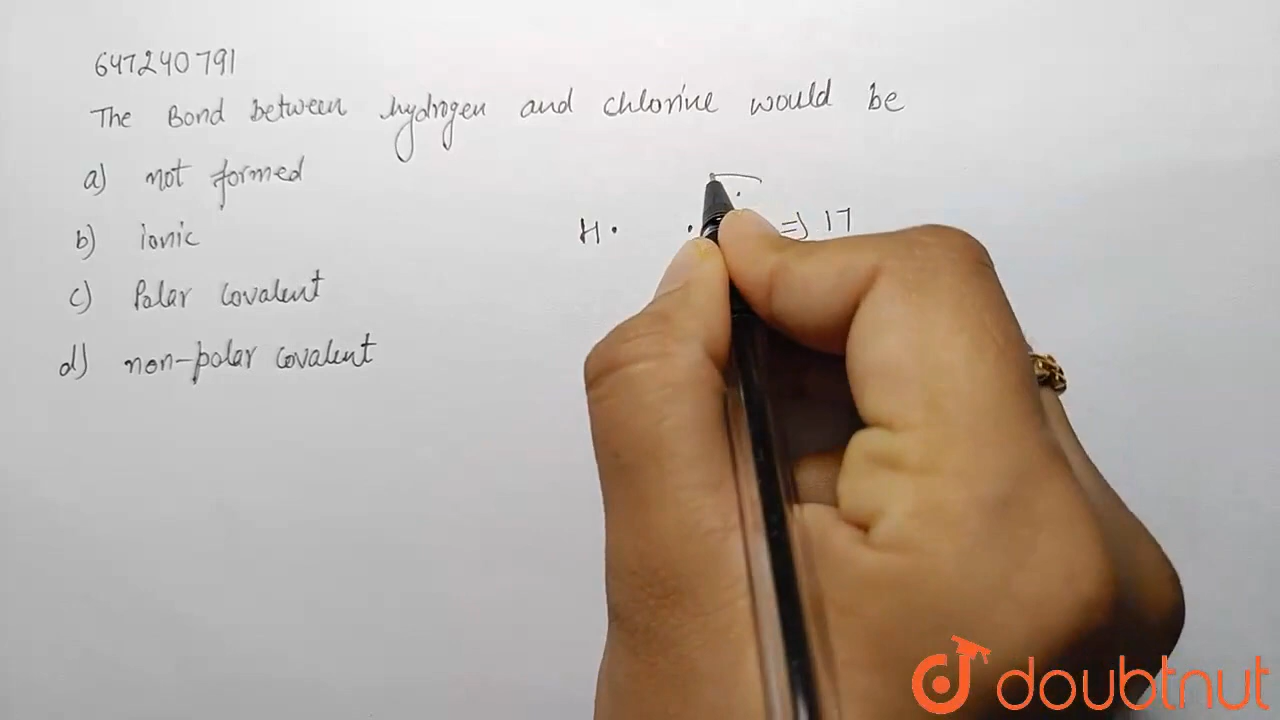 647240791
The Bond between hydrogen and chlorine would be
a) not formed
b) ionic
c) Polar covalent
d) non-polar covalent
H· · => 17
doubtnut